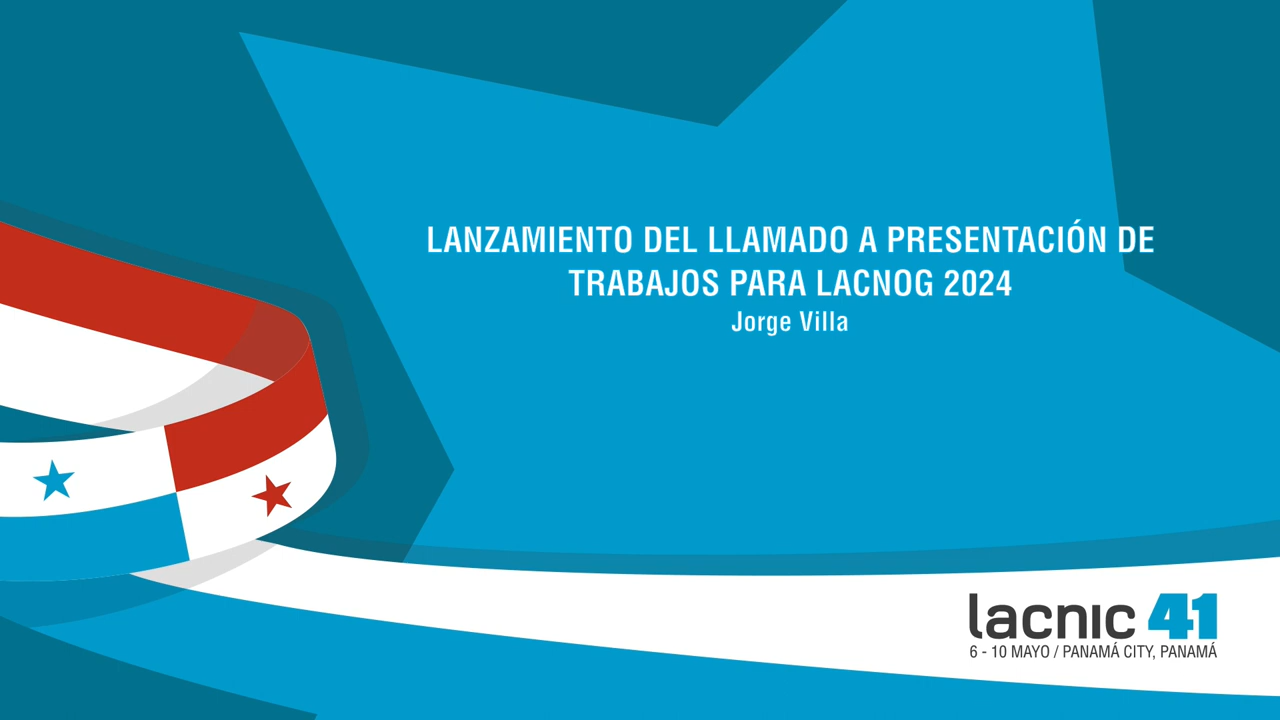 LANZAMIENTO DEL LLAMADO A PRESENTACIÓN DE
TRABAJOS PARA LACNOG 2024
Jorge Villa
lacnic 41
6 - 10 MAYO / PANAMÁ CITY, PANAMÁ